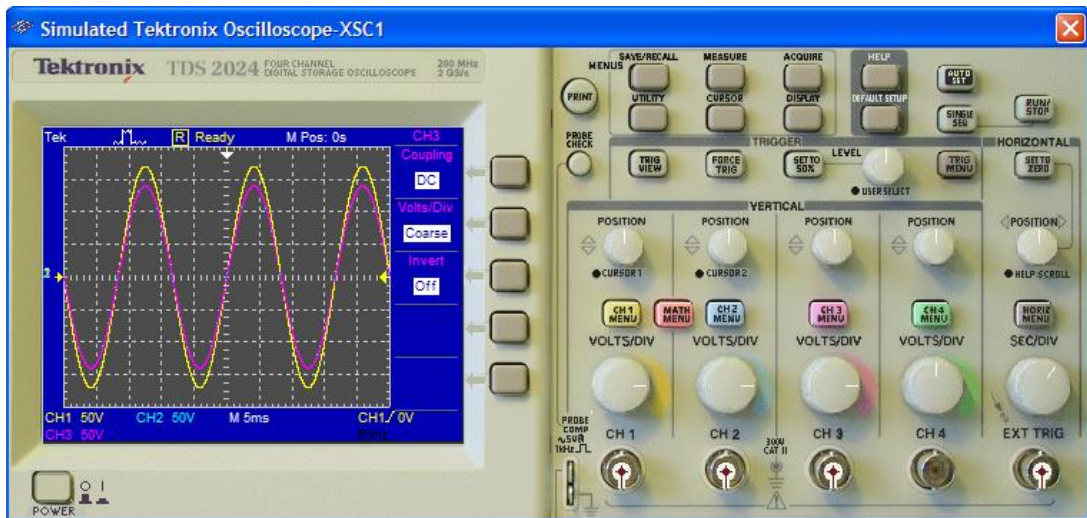 Simulated Tektronix Oscilloscope-XSC1
Tektronix TDS 2024 FOUR CHANNEL DIGITAL STORAGE OSCILLOSCOPE 200 MHz 2 GS/s
MENUS
SAVE/RECALL MEASURE ACQUIRE HELP
PRINT
UTILITY CURSOR DISPLAY DEFAULT SETUP
AUTO SET
SINGLE SEQ
RUN/STOP
Tek R Ready M Pos: 0s CH3
Coupling
DC
Volts/Div
Coarse
Invert
Off
2
CH1 50V CH2 50V M 5ms CH1 0V
CH3 50V
PROBE CHECK
TRIGGER
HORIZONTAL
TRIG VIEW FORCE TRIG SET TO 50% LEVEL TRIG MENU SET TO ZERO
USER SELECT
VERTICAL
POSITION POSITION POSITION POSITION POSITION
CURSOR 1 CURSOR 2 HELP SCROLL
CH 1 MENU MATH MENU CH 2 MENU CH 3 MENU CH 4 MENU HORIZ MENU
VOLTS/DIV VOLTS/DIV VOLTS/DIV VOLTS/DIV SEC/DIV
PROBE COMP
~5V@
1kHz
CH 1 CH 2 300V CAT II CH 3 CH 4 EXT TRIG
POWER